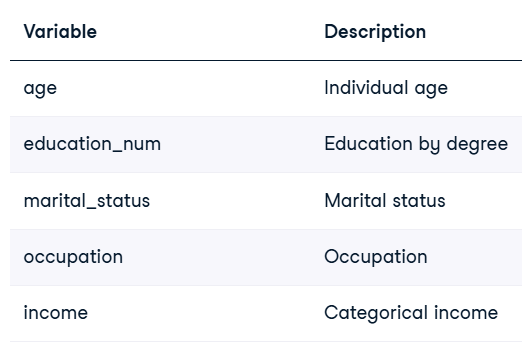 Variable Description
age Individual age
education_num Education by degree
marital_status Marital status
occupation Occupation
income Categorical income